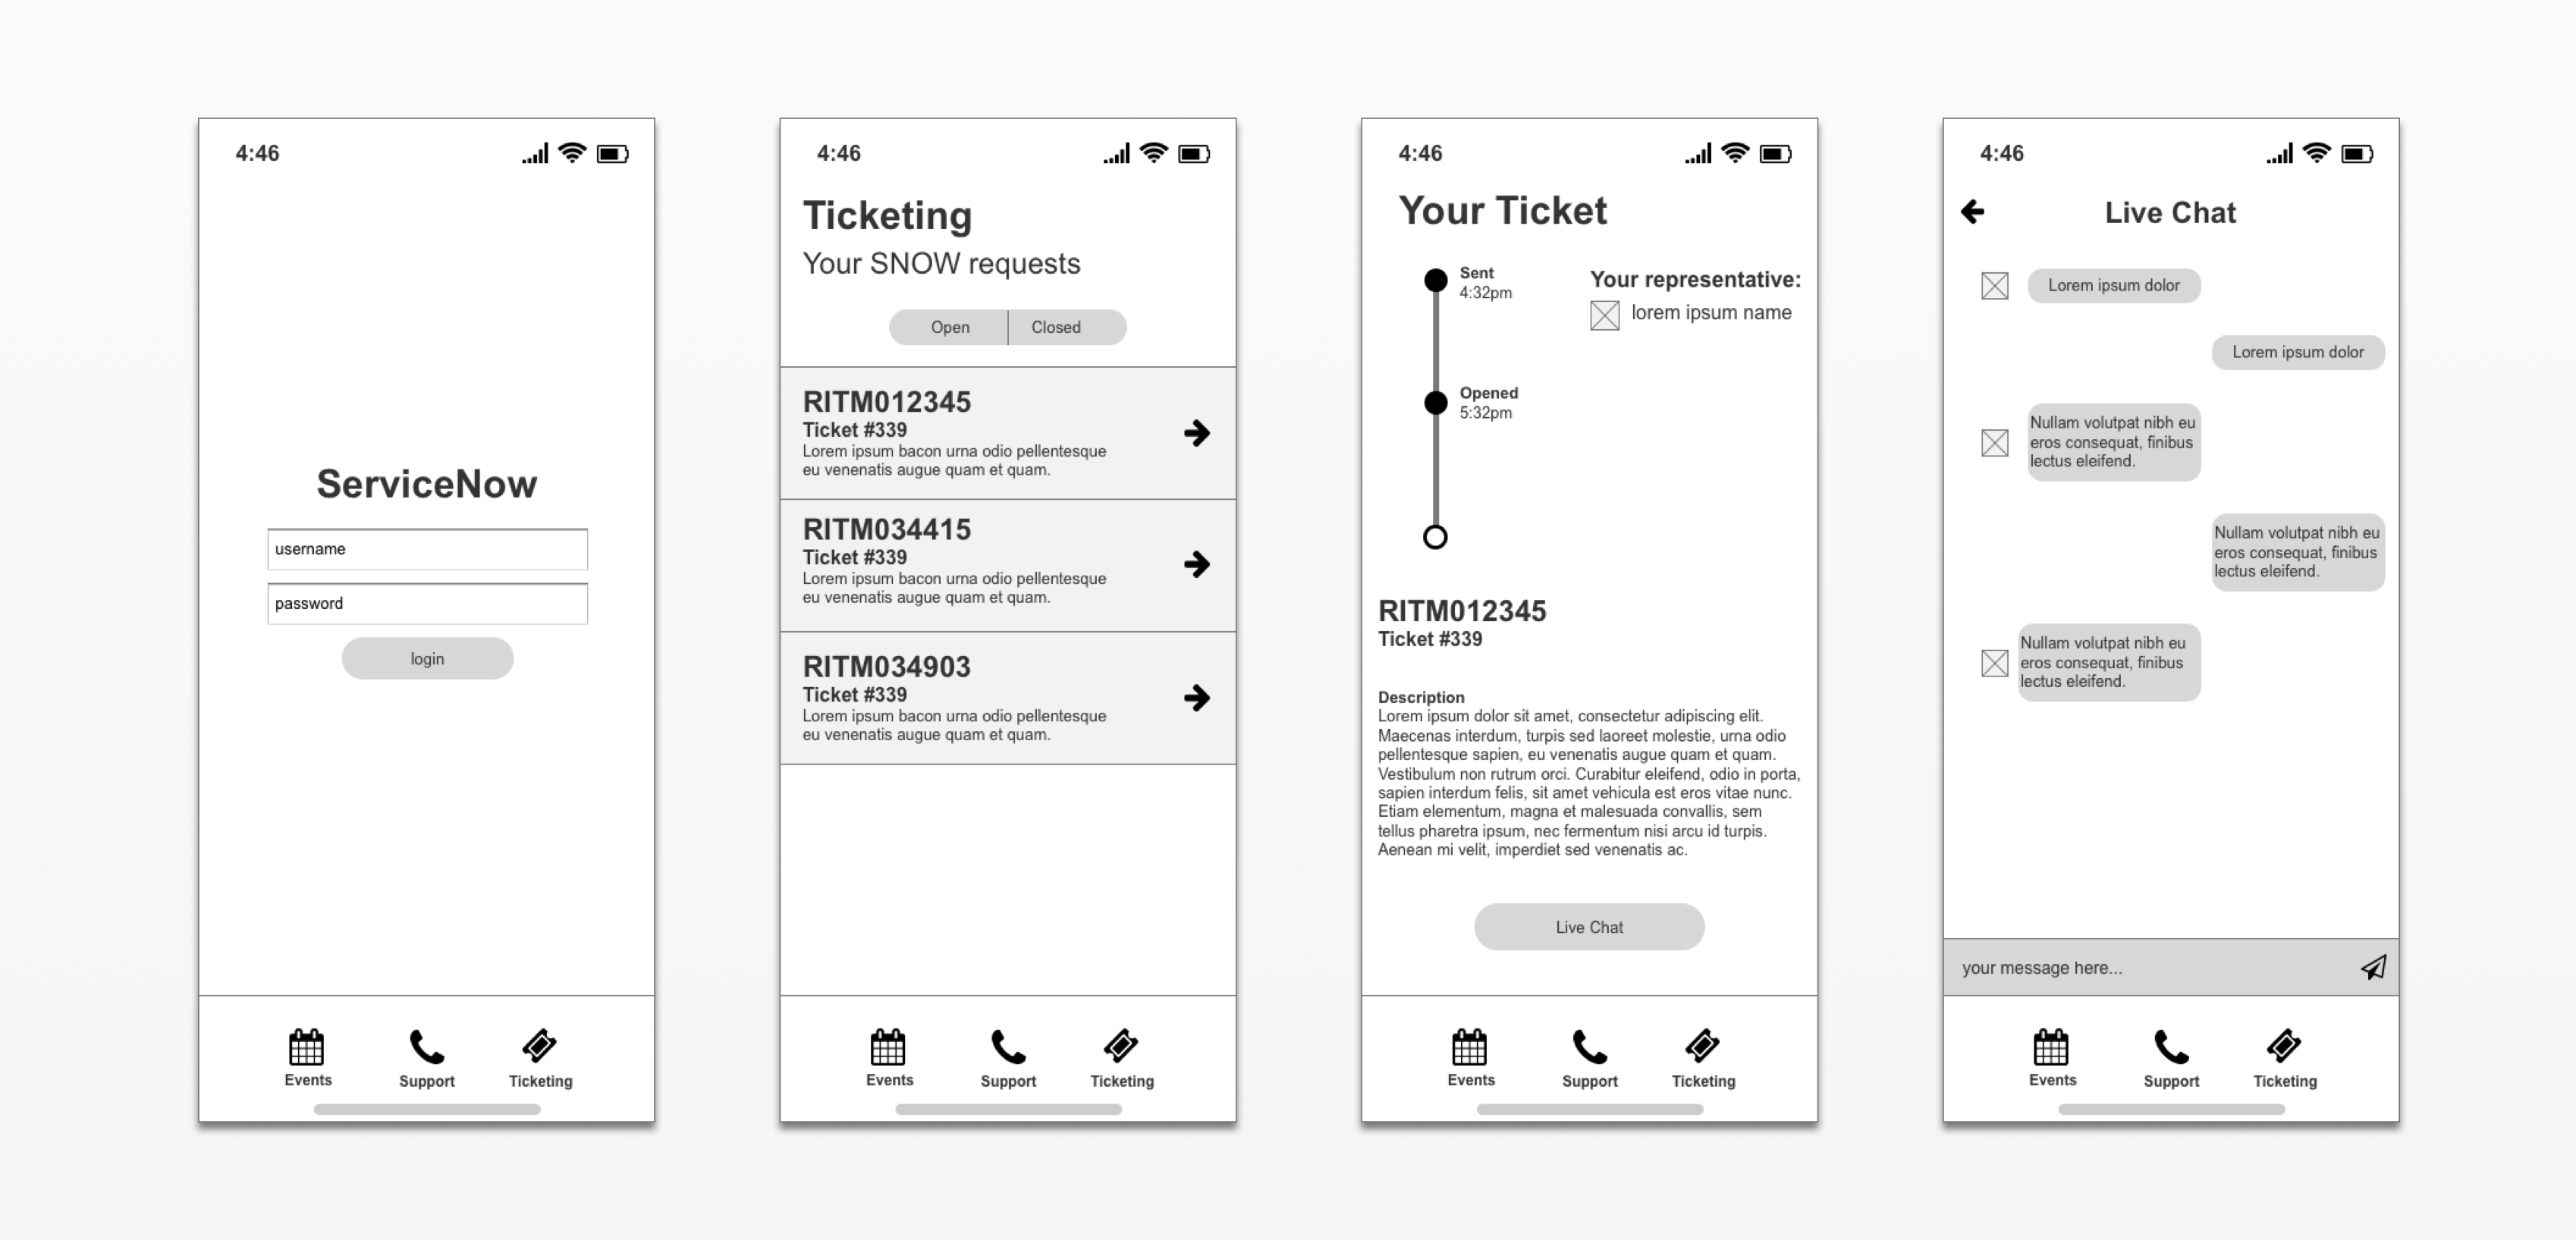 4:46
ServiceNow
username
password
login
Events
Support
Ticketing
4:46
Ticketing
Your SNOW requests
Open
Closed
RITM012345
Ticket #339
Lorem ipsum bacon urna odio pellentesque
eu venenatis augue quam et quam.
RITM034415
Ticket #339
Lorem ipsum bacon urna odio pellentesque
eu venenatis augue quam et quam.
RITM034903
Ticket #339
Lorem ipsum bacon urna odio pellentesque
eu venenatis augue quam et quam.
Events
Support
Ticketing
4:46
Your Ticket
Sent
4:32pm
Your representative:
lorem ipsum name
Opened
5:32pm
RITM012345
Ticket #339
Description
Lorem ipsum dolor sit amet, consectetur adipiscing elit.
Maecenas interdum, turpis sed laoreet molestie, urna odio
pellentesque sapien, eu venenatis augue quam et quam.
Vestibulum non rutrum orci. Curabitur eleifend, odio in porta,
sapien interdum felis, sit amet vehicula est eros vitae nunc.
Etiam elementum, magna et malesuada convallis, sem
tellus pharetra ipsum, nec fermentum nisi arcu id turpis.
Aenean mi velit, imperdiet sed venenatis ac.
Live Chat
Events
Support
Ticketing
4:46
Live Chat
Lorem ipsum dolor
Lorem ipsum dolor
Nullam volutpat nibh eu
eros consequat, finibus
lectus eleifend.
Nullam volutpat nibh eu
eros consequat, finibus
lectus eleifend.
Nullam volutpat nibh eu
eros consequat, finibus
lectus eleifend.
your message here...
Events
Support
Ticketing